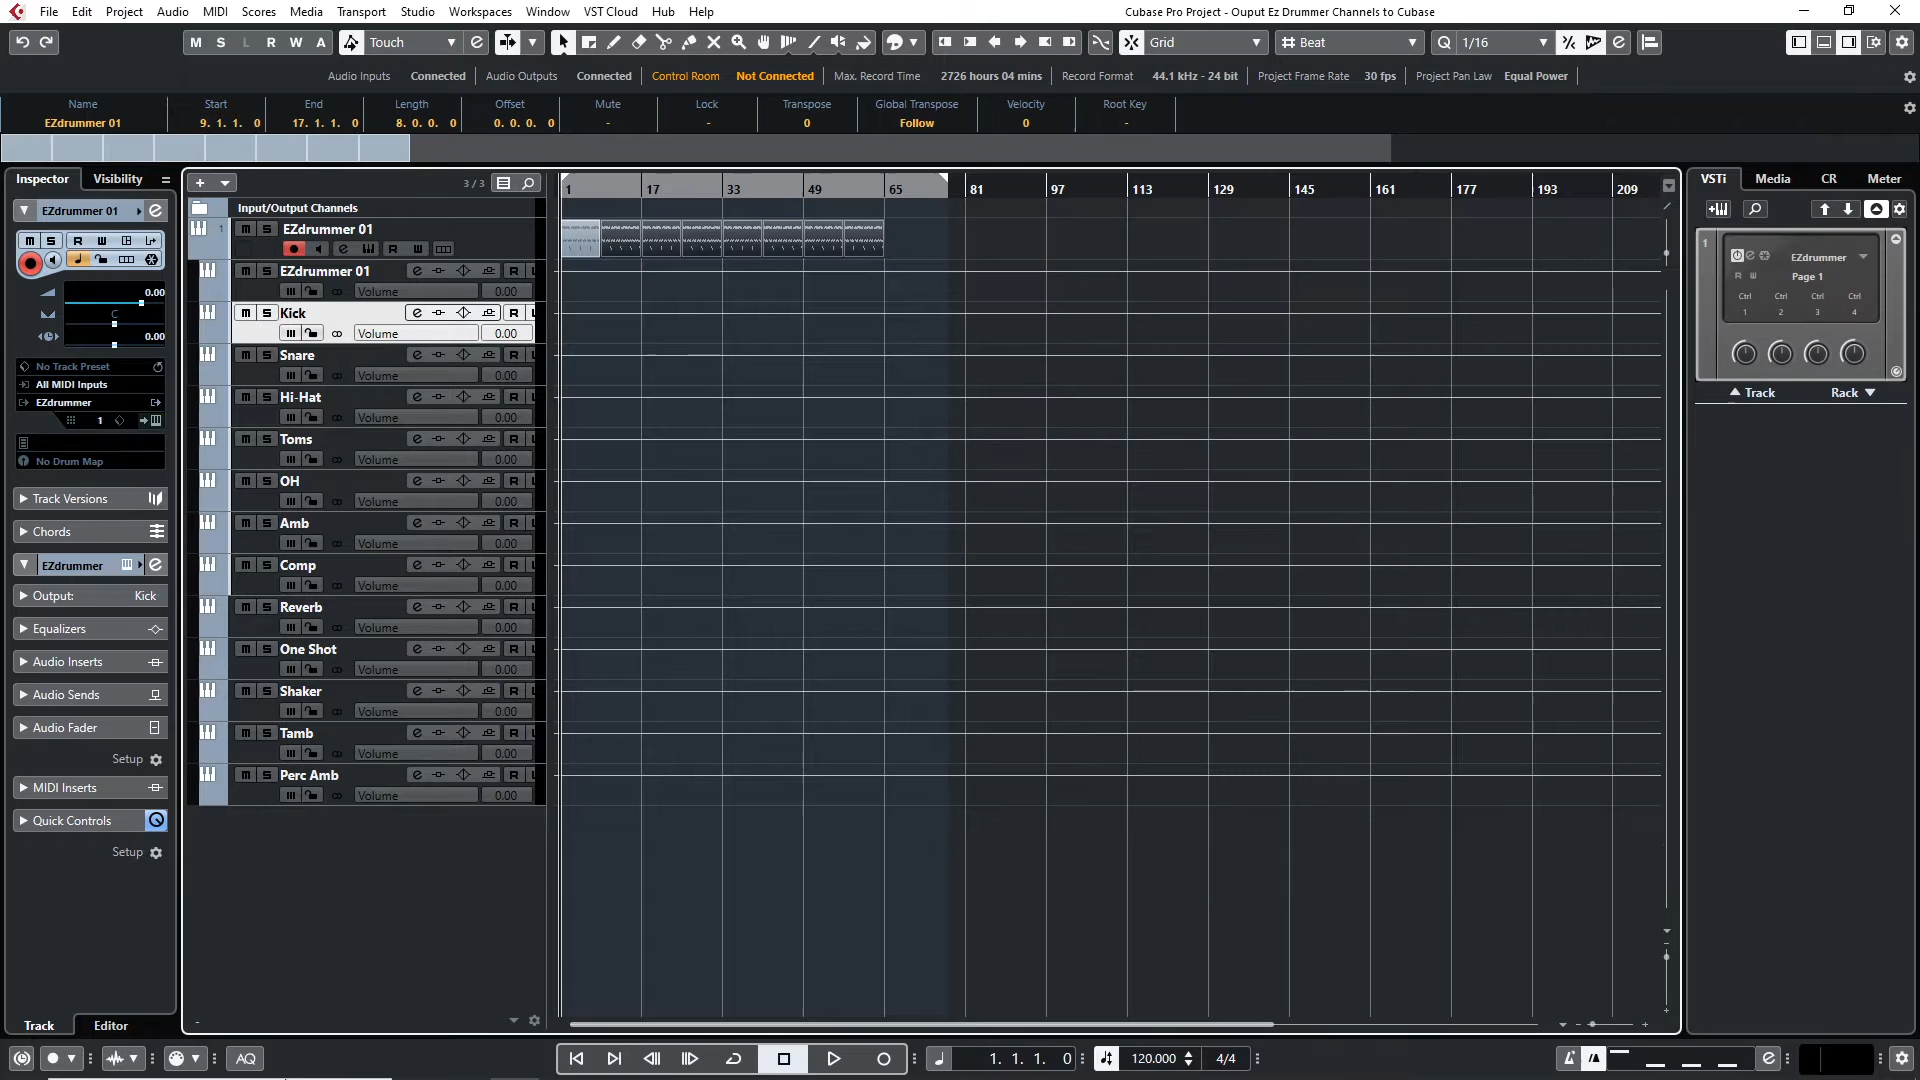 File Edit Project Audio MIDI Scores Media Transport Studio Workspaces Window VST Cloud Hub Help
Cubase Pro Project - Ouput Ez Drummer Channels to Cubase
M S L R W A Touch Grid Beat Q 1/16
Audio Inputs Connected Audio Outputs Connected Control Room Not Connected Max. Record Time 2726 hours 04 mins Record Format 44.1 kHz - 24 bit Project Frame Rate 30 fps Project Pan Law Equal Power
Name Start End Length Offset Mute Lock Transpose Global Transpose Velocity Root Key
EZdrummer 01 9. 1. 1. 0 17. 1. 1. 0 8. 0. 0. 0 0. 0. 0. 0 - - 0 Follow 0 -
Inspector Visibility
EZdrummer 01
M S R W
0.00
C
0.00
No Track Preset
All MIDI Inputs
EZdrummer
1
No Drum Map
Track Versions
Chords
EZdrummer
Output: Kick
Equalizers
Audio Inserts
Audio Sends
Audio Fader
Setup
MIDI Inserts
Quick Controls
Setup
Track Editor
3 / 3
1 17 33 49 65 81 97 113 129 145 161 177 193 209
Input/Output Channels
1 M S EZdrummer 01
R W
M S EZdrummer 01 R
Volume 0.00
M S Kick R
Volume 0.00
M S Snare R
Volume 0.00
M S Hi-Hat R
Volume 0.00
M S Toms R
Volume 0.00
M S OH R
Volume 0.00
M S Amb R
Volume 0.00
M S Comp R
Volume 0.00
M S Reverb R
Volume 0.00
M S One Shot R
Volume 0.00
M S Shaker R
Volume 0.00
M S Tamb R
Volume 0.00
M S Perc Amb R
Volume 0.00
VSTi Media CR Meter
1
EZdrummer
R W Page 1
Ctrl Ctrl Ctrl Ctrl
1 2 3 4
Track Rack
AQ 1. 1. 1. 0 120.000 4/4